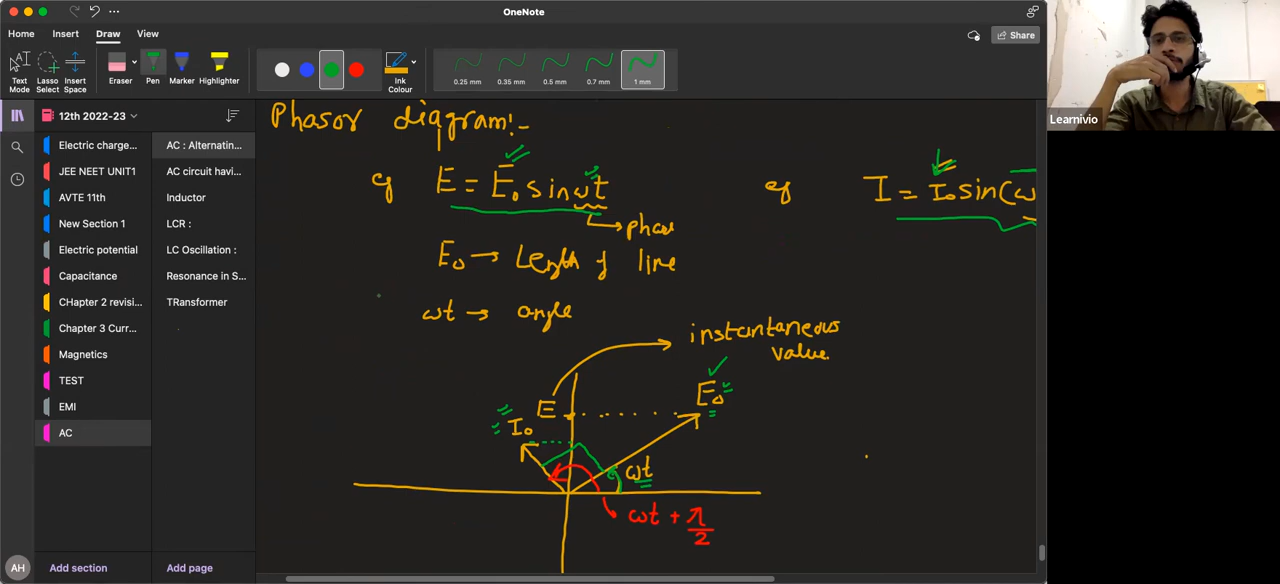 OneNote
Home Insert Draw View
Share
Text Mode
Lasso Select
Insert Space
Eraser
Pen
Marker
Highlighter
Ink Colour
0.25 mm
0.35 mm
0.5 mm
0.7 mm
1 mm
Learnivio
12th 2022-23
Electric charge...
JEE NEET UNIT1
AVTE 11th
New Section 1
Electric potential
Capacitance
CHapter 2 revisi...
Chapter 3 Curr...
Magnetics
TEST
EMI
AC
AC : Alternatin...
AC circuit havi...
Inductor
LCR :
LC Oscillation :
Resonance in S...
TRansformer
AH
Add section
Add page
Phasor diagram:-
eg E = E₀ sin ωt
eg I = I₀ sin(ω
phase
E₀ → Length of line
ωt → angle
instantaneous
value
E₀
E
I₀
ωt
ωt + π/2